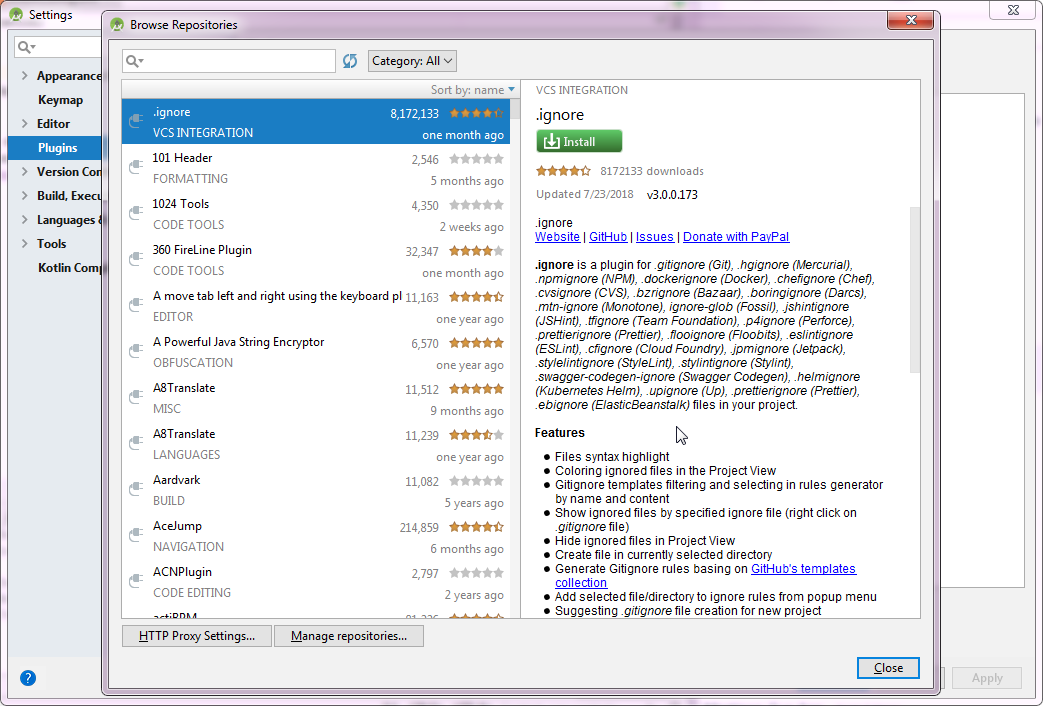 Settings
Browse Repositories
Appearance
Keymap
Editor
Plugins
Version Con
Build, Execu
Languages &
Tools
Kotlin Comp
Category: All
Sort by: name
.ignore 8,172,133
VCS INTEGRATION one month ago
101 Header 2,546
FORMATTING 5 months ago
1024 Tools 4,350
CODE TOOLS 2 weeks ago
360 FireLine Plugin 32,347
CODE TOOLS one month ago
A move tab left and right using the keyboard pl 11,163
EDITOR one year ago
A Powerful Java String Encryptor 6,570
OBFUSCATION one year ago
A8Translate 11,512
MISC 9 months ago
A8Translate 11,239
LANGUAGES one year ago
Aardvark 11,082
BUILD 5 years ago
AceJump 214,859
NAVIGATION 6 months ago
ACNPlugin 2,797
CODE EDITING 2 years ago
VCS INTEGRATION
.ignore
Install
8172133 downloads
Updated 7/23/2018 v3.0.0.173
.ignore
Website | GitHub | Issues | Donate with PayPal
.ignore is a plugin for .gitignore (Git), .hgignore (Mercurial),
.npmignore (NPM), .dockerignore (Docker), .chefignore (Chef),
.cvsignore (CVS), .bzrignore (Bazaar), .boringignore (Darcs),
.mtn-ignore (Monotone), ignore-glob (Fossil), .jshintignore
(JSHint), .tfignore (Team Foundation), .p4ignore (Perforce),
.prettierignore (Prettier), .flooignore (Floobits), .eslintignore
(ESLint), .cfignore (Cloud Foundry), .jpmignore (Jetpack),
.stylelintignore (StyleLint), .stylintignore (Stylint),
.swagger-codegen-ignore (Swagger Codegen), .helmignore
(Kubernetes Helm), .upignore (Up), .prettierignore (Prettier),
.ebignore (ElasticBeanstalk) files in your project.
Features
● Files syntax highlight
● Coloring ignored files in the Project View
● Gitignore templates filtering and selecting in rules generator
by name and content
● Show ignored files by specified ignore file (right click on
.gitignore file)
● Hide ignored files in Project View
● Create file in currently selected directory
● Generate Gitignore rules basing on GitHub's templates
collection
● Add selected file/directory to ignore rules from popup menu
● Suggesting .gitignore file creation for new project
HTTP Proxy Settings...
Manage repositories...
Close
Apply